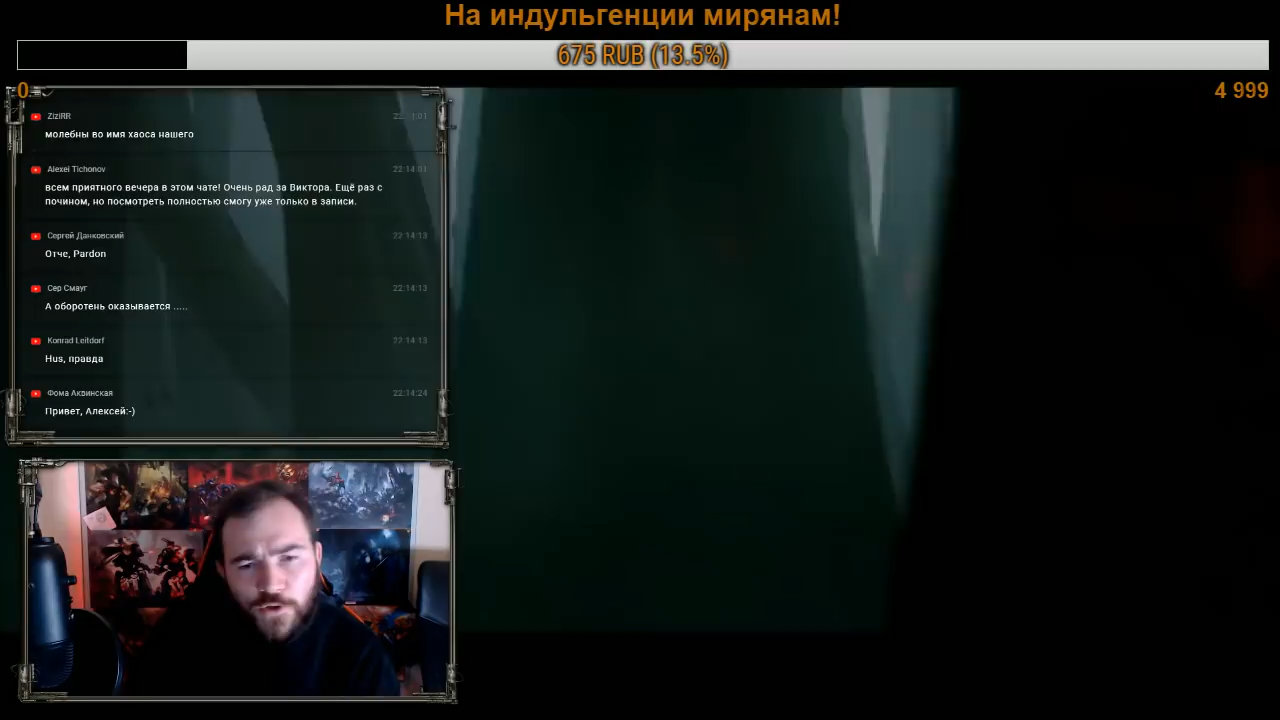 На индульгенции мирянам!
675 RUB (13.5%)
0
4 999
ZiziRR
молебны во имя хаоса нашего
Alexei Tichonov 22:14:01
всем приятного вечера в этом чате! Очень рад за Виктора. Ещё раз с
почином, но посмотреть полностью смогу уже только в записи.
Сергей Данковский 22:14:13
Отче, Pardon
Сер Смауг 22:14:13
А оборотень оказывается .....
Konrad Leitdorf 22:14:13
Hus, правда
Фома Аквинская 22:14:24
Привет, Алексей:-)